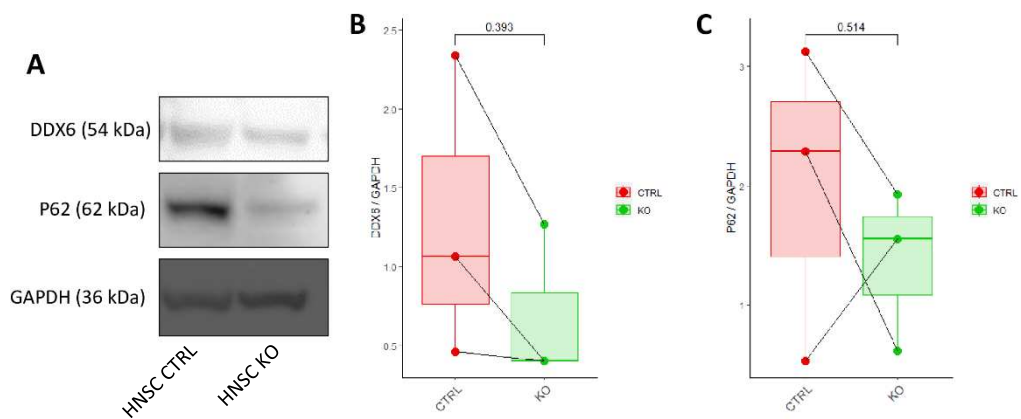 A
DDX6 (54 kDa)
P62 (62 kDa)
GAPDH (36 kDa)
HNSC CTRL
HNSC KO
B
0.393
2.5
2.0
1.5
1.0
0.5
DDX6 / GAPDH
CTRL
KO
CTRL
KO
C
0.514
3
2
1
P62 / GAPDH
CTRL
KO
CTRL
KO